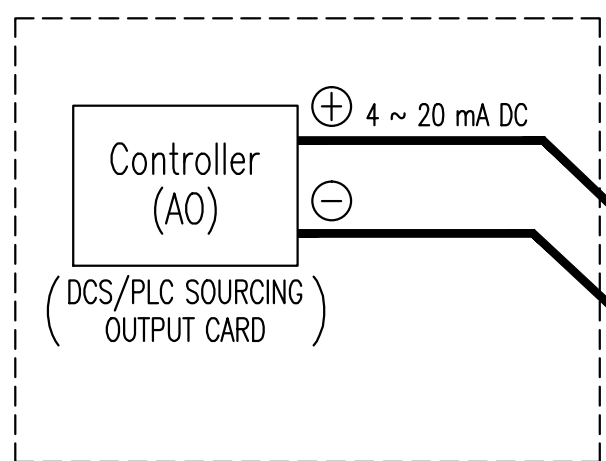 ⊕ 4 ~ 20 mA DC
Controller
(AO)
⊖
(DCS/PLC SOURCING
OUTPUT CARD)